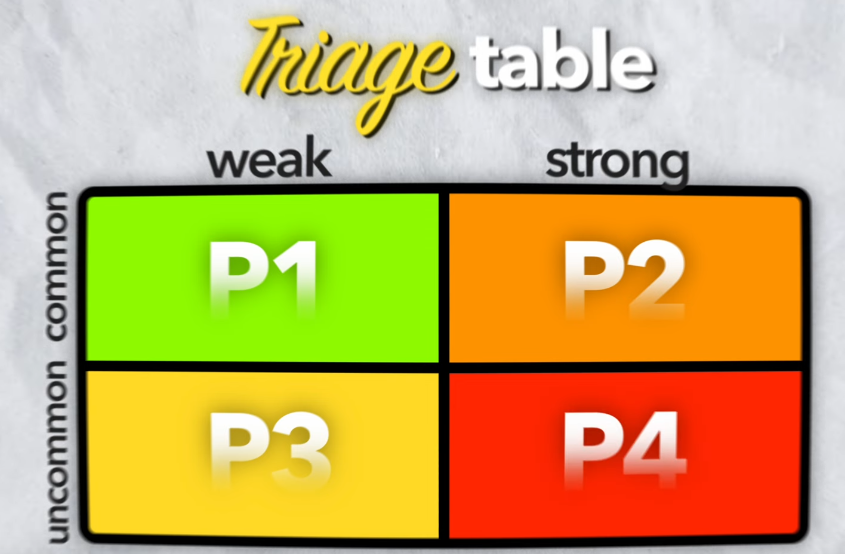 Triage table
weak strong
common
P1 P2
uncommon
P3 P4